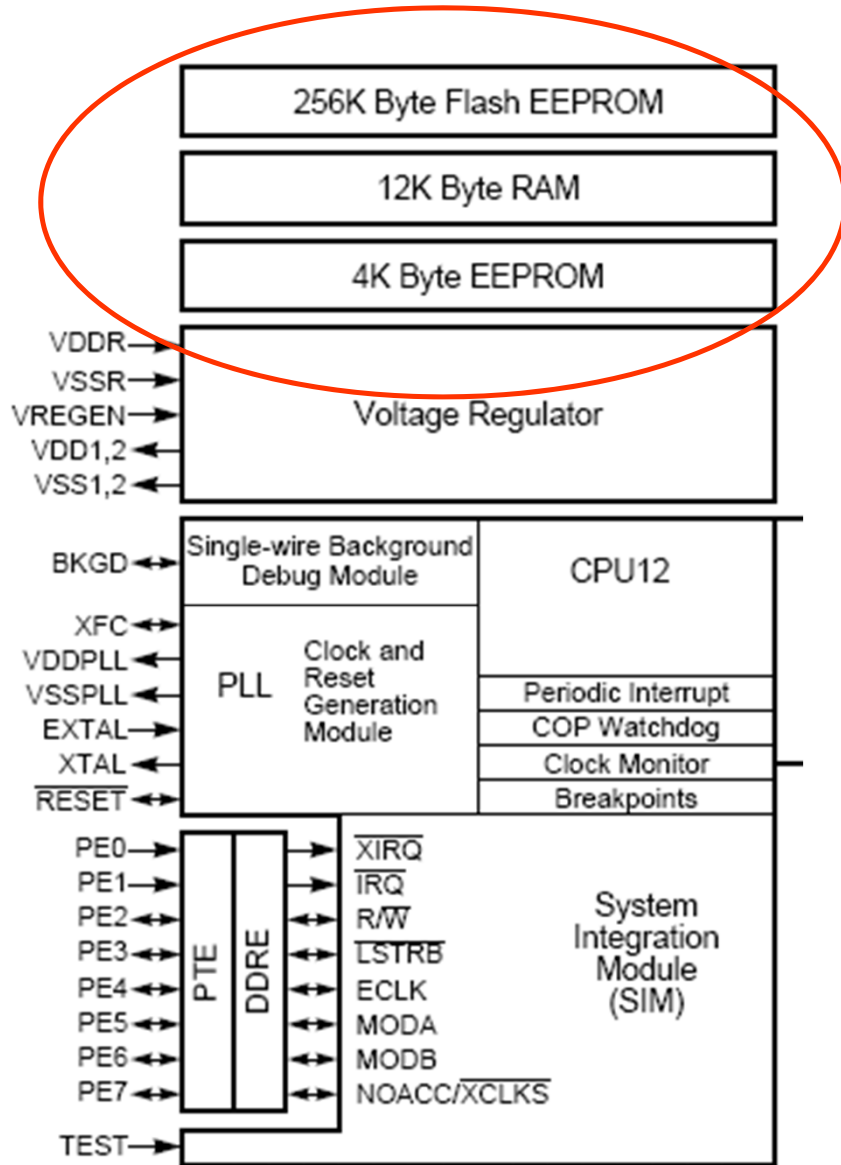 256K Byte Flash EEPROM
12K Byte RAM
4K Byte EEPROM
VDDR
VSSR
VREGEN
VDD1,2
VSS1,2
Voltage Regulator
BKGD
Single-wire Background
Debug Module
CPU12
XFC
VDDPLL
VSSPLL
EXTAL
XTAL
RESET
PLL
Clock and
Reset
Generation
Module
Periodic Interrupt
COP Watchdog
Clock Monitor
Breakpoints
PE0
PE1
PE2
PE3
PE4
PE5
PE6
PE7
PTE
DDRE
XIRQ
IRQ
R/W
LSTRB
ECLK
MODA
MODB
NOACC/XCLKS
System
Integration
Module
(SIM)
TEST